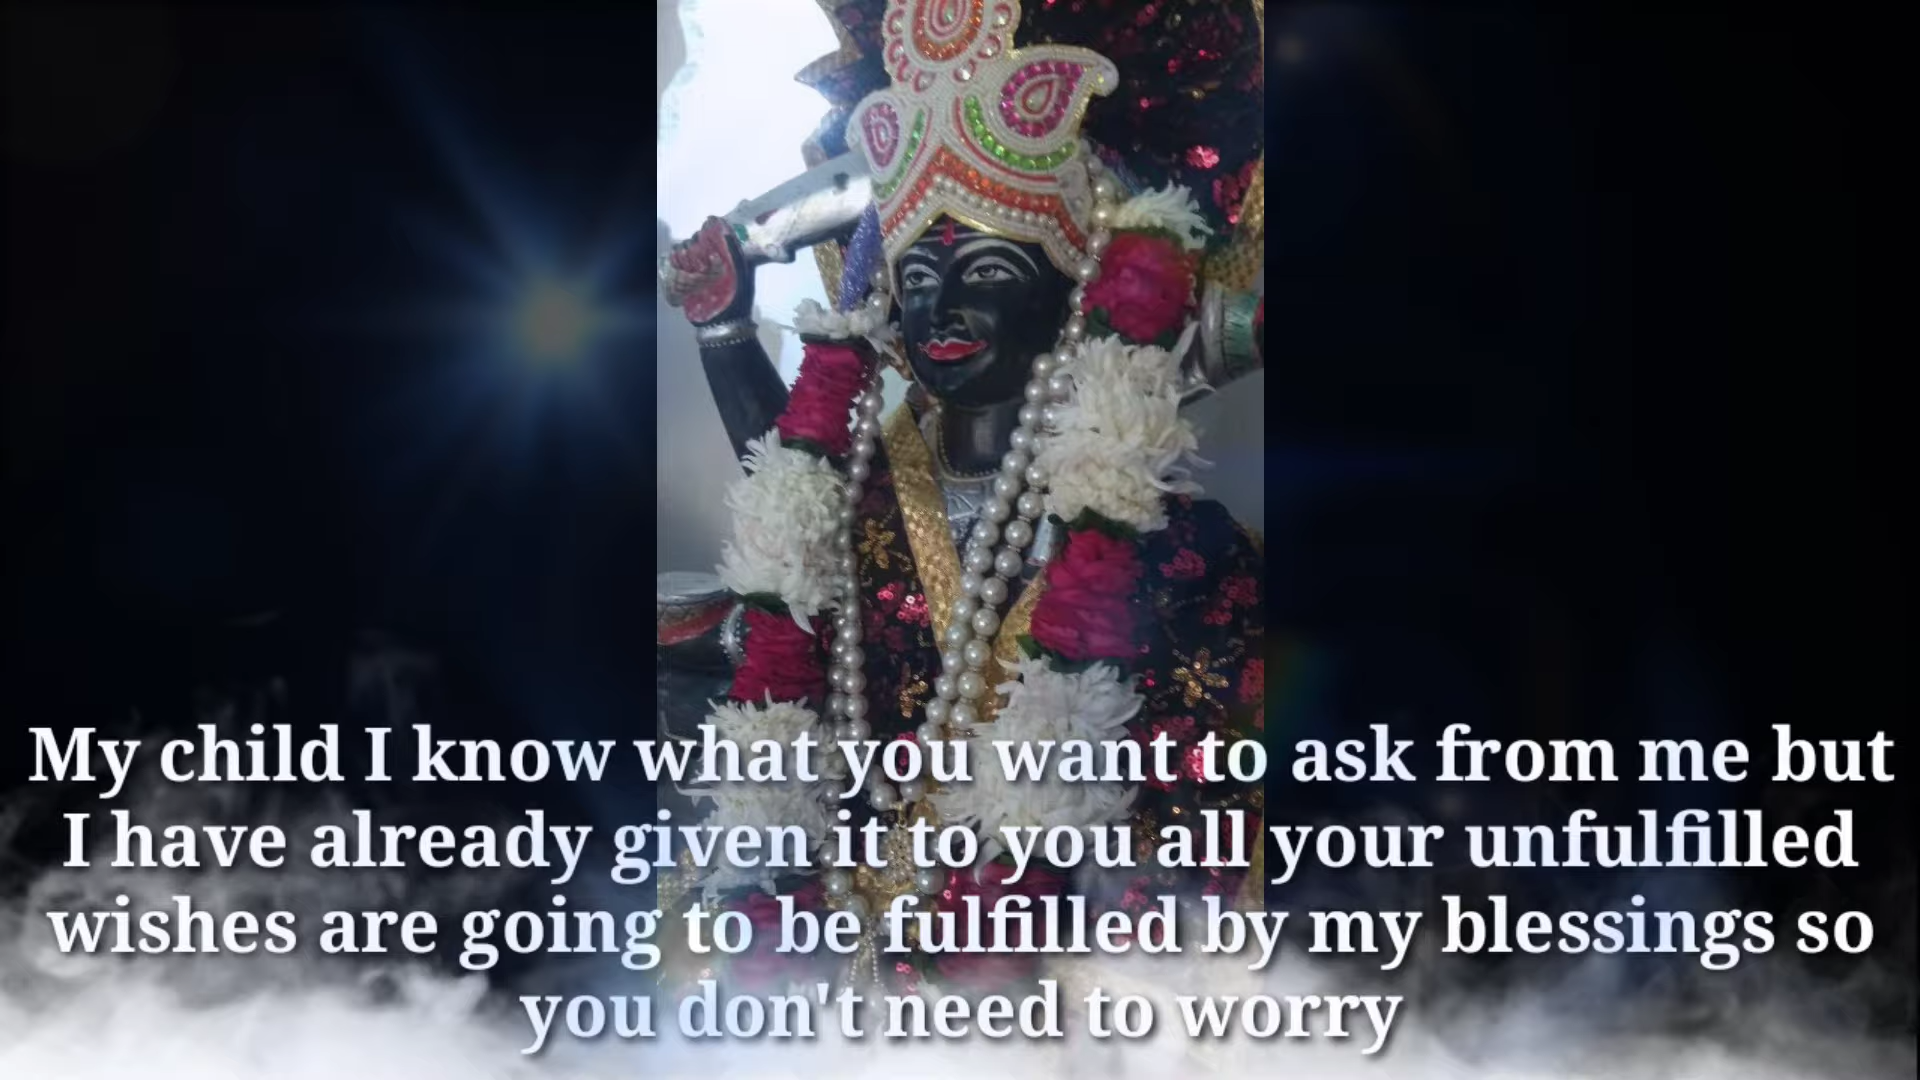 My child I know what you want to ask from me but
I have already given it to you all your unfulfilled
wishes are going to be fulfilled by my blessings so
you don't need to worry